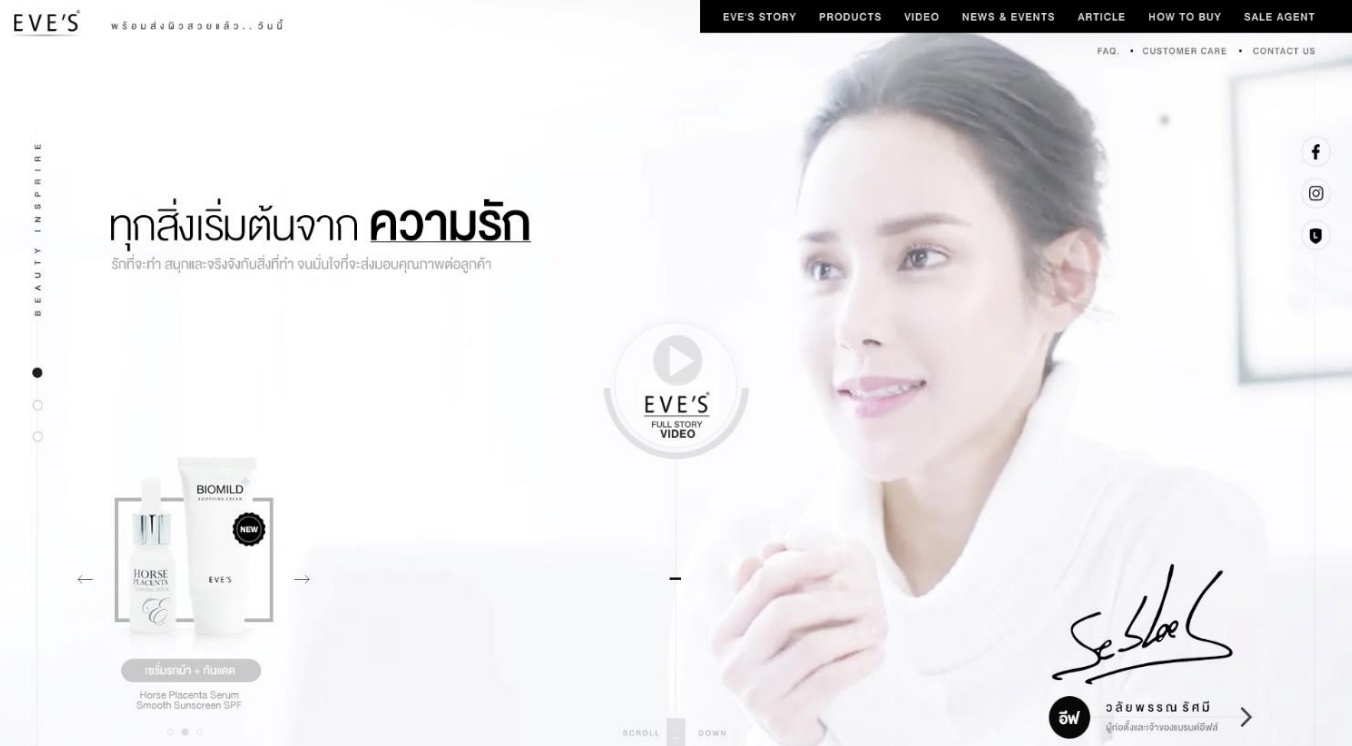 EVE'S
พร้อมส่งผิวสวยแล้ว..วันนี้
EVE'S STORY PRODUCTS VIDEO NEWS & EVENTS ARTICLE HOW TO BUY SALE AGENT
FAQ. • CUSTOMER CARE • CONTACT US
BEAUTY INSPRIRE
ทุกสิ่งเริ่มต้นจาก ความรัก
รักที่จะทำ สนุกและจริงจังกับสิ่งที่ทำ จนมั่นใจที่จะส่งมอบคุณภาพต่อลูกค้า
EVE'S
FULL STORY
VIDEO
BIOMILD
SOOTHING CREAM
NEW
EVE'S
HORSE
PLACENTA
E
เซรั่มรกม้า + กันแดด
Horse Placenta Serum
Smooth Sunscreen SPF
SCROLL DOWN
อีฟ
วลัยพรรณ รัศมี
ผู้ก่อตั้งและเจ้าของแบรนด์อีฟส์